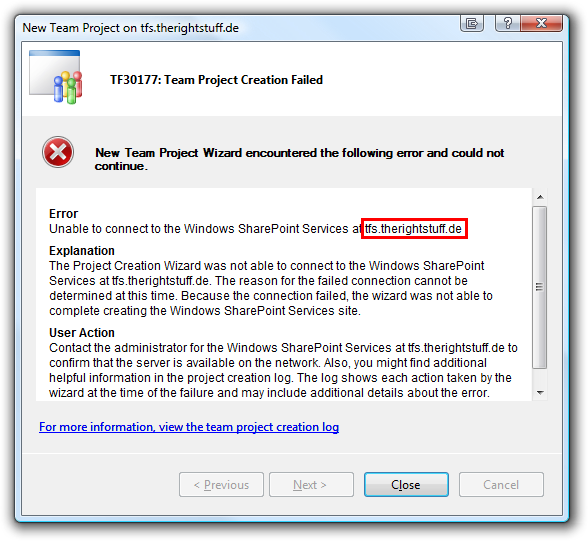 New Team Project on tfs.therightstuff.de
TF30177: Team Project Creation Failed
New Team Project Wizard encountered the following error and could not
continue.
Error
Unable to connect to the Windows SharePoint Services at tfs.therightstuff.de
Explanation
The Project Creation Wizard was not able to connect to the Windows SharePoint
Services at tfs.therightstuff.de. The reason for the failed connection cannot be
determined at this time. Because the connection failed, the wizard was not able to
complete creating the Windows SharePoint Services site.
User Action
Contact the administrator for the Windows SharePoint Services at tfs.therightstuff.de to
confirm that the server is available on the network. Also, you might find additional
helpful information in the project creation log. The log shows each action taken by the
wizard at the time of the failure and may include additional details about the error.
For more information, view the team project creation log
< Previous
Next >
Close
Cancel